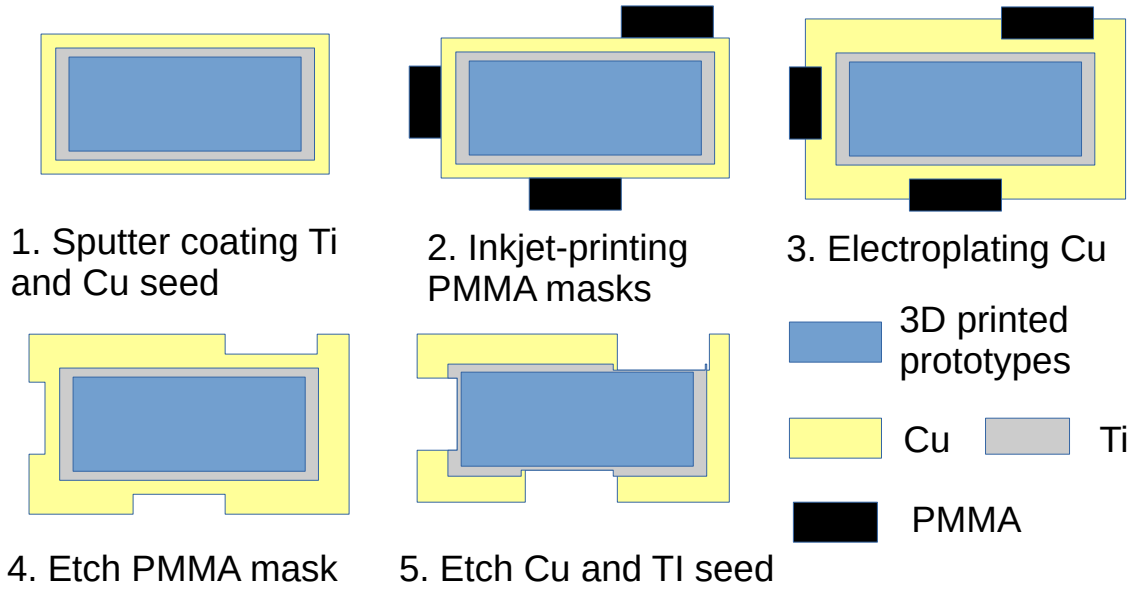 1. Sputter coating Ti
and Cu seed
2. Inkjet-printing
PMMA masks
3. Electroplating Cu
3D printed
prototypes
Cu
Ti
PMMA
4. Etch PMMA mask
5. Etch Cu and TI seed